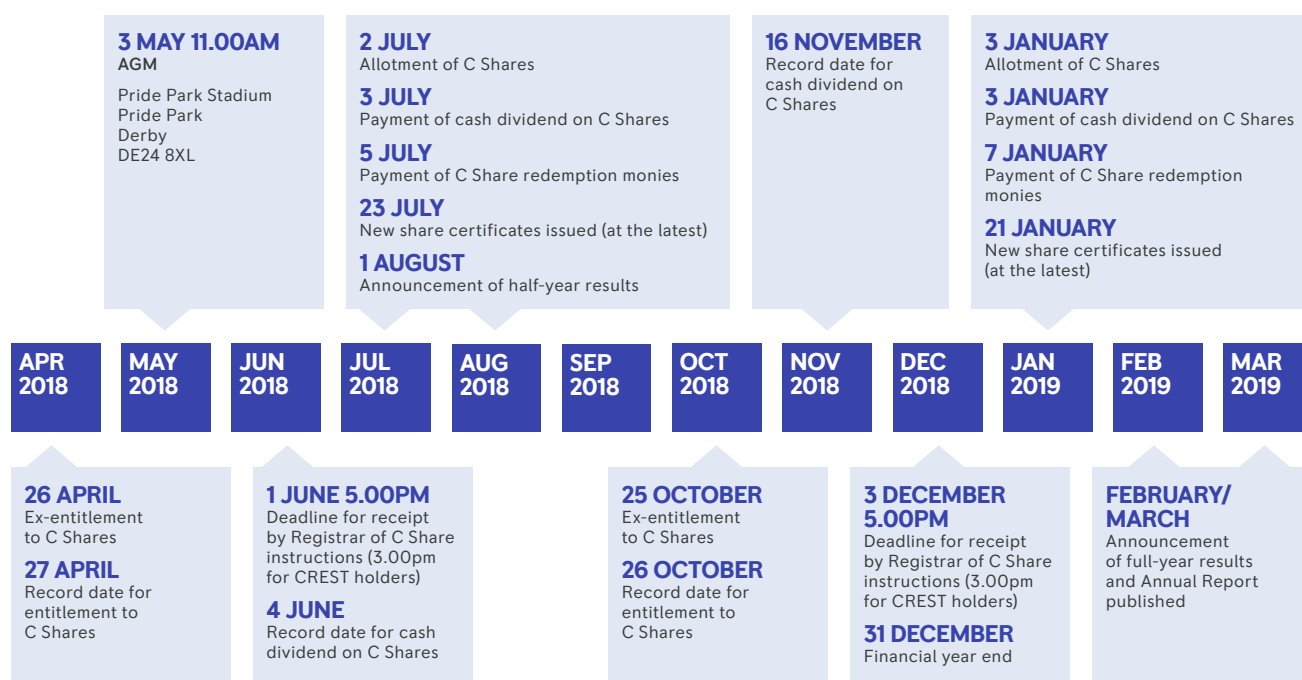 3 MAY 11.00AM
AGM
Pride Park Stadium
Pride Park
Derby
DE24 8XL
2 JULY
Allotment of C Shares
3 JULY
Payment of cash dividend on C Shares
5 JULY
Payment of C Share redemption monies
23 JULY
New share certificates issued (at the latest)
1 AUGUST
Announcement of half-year results
16 NOVEMBER
Record date for
cash dividend on
C Shares
3 JANUARY
Allotment of C Shares
3 JANUARY
Payment of cash dividend on C Shares
7 JANUARY
Payment of C Share redemption
monies
21 JANUARY
New share certificates issued
(at the latest)
APR
2018
MAY
2018
JUN
2018
JUL
2018
AUG
2018
SEP
2018
OCT
2018
NOV
2018
DEC
2018
JAN
2019
FEB
2019
MAR
2019
26 APRIL
Ex-entitlement
to C Shares
27 APRIL
Record date for
entitlement to
C Shares
1 JUNE 5.00PM
Deadline for receipt
by Registrar of C Share
instructions (3.00pm
for CREST holders)
4 JUNE
Record date for cash
dividend on C Shares
25 OCTOBER
Ex-entitlement
to C Shares
26 OCTOBER
Record date for
entitlement to
C Shares
3 DECEMBER
5.00PM
Deadline for receipt
by Registrar of C Share
instructions (3.00pm
for CREST holders)
31 DECEMBER
Financial year end
FEBRUARY/
MARCH
Announcement
of full-year results
and Annual Report
published